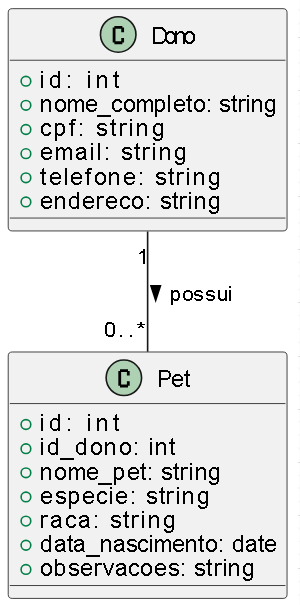 C Dono
id: int
nome_completo: string
cpf: string
email: string
telefone: string
endereco: string
1
possui
0..*
C Pet
id: int
id_dono: int
nome_pet: string
especie: string
raca: string
data_nascimento: date
observacoes: string